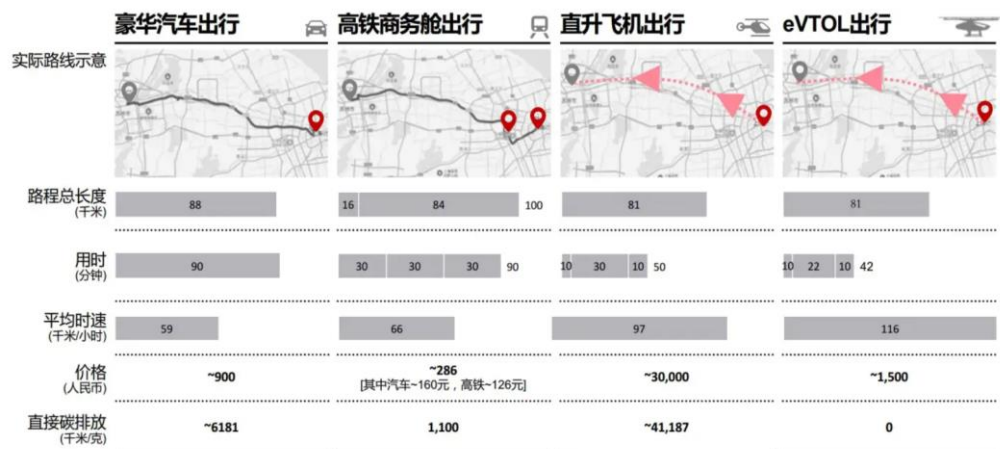 豪华汽车出行 高铁商务舱出行 直升飞机出行 eVTOL出行
实际路线示意
路程总长度
(千米)
88 16 84 100 81 81
用时
(分钟)
90 30 30 30 90 10 30 10 50 10 22 10 42
平均时速
(千米/小时)
59 66 97 116
价格
(人民币)
~900 ~286 ~30,000 ~1,500
[其中汽车~160元，高铁~126元]
直接碳排放
(千米/克)
~6181 1,100 ~41,187 0